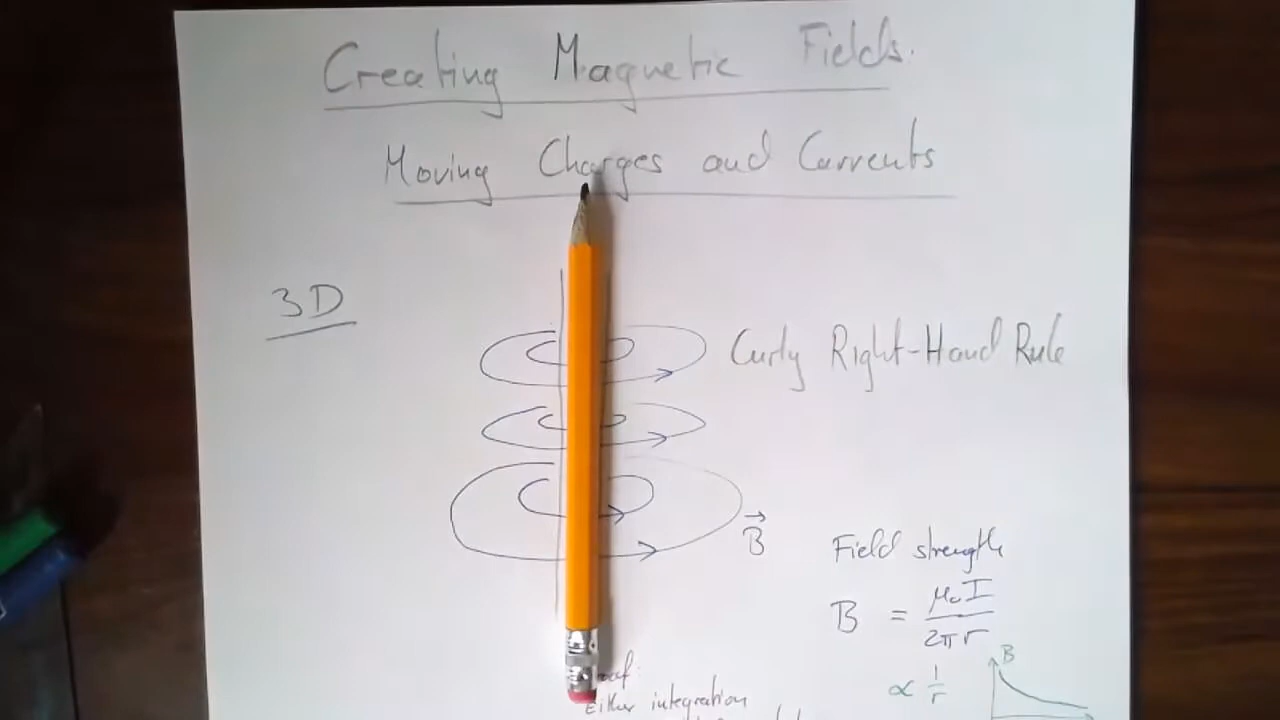 Creating Magnetic Fields.
Moving Charges and Currents
3D
Curly Right-Hand Rule
B⃗
Field strength
B = μ₀I / 2πr
∝ 1/r
B
Either integration